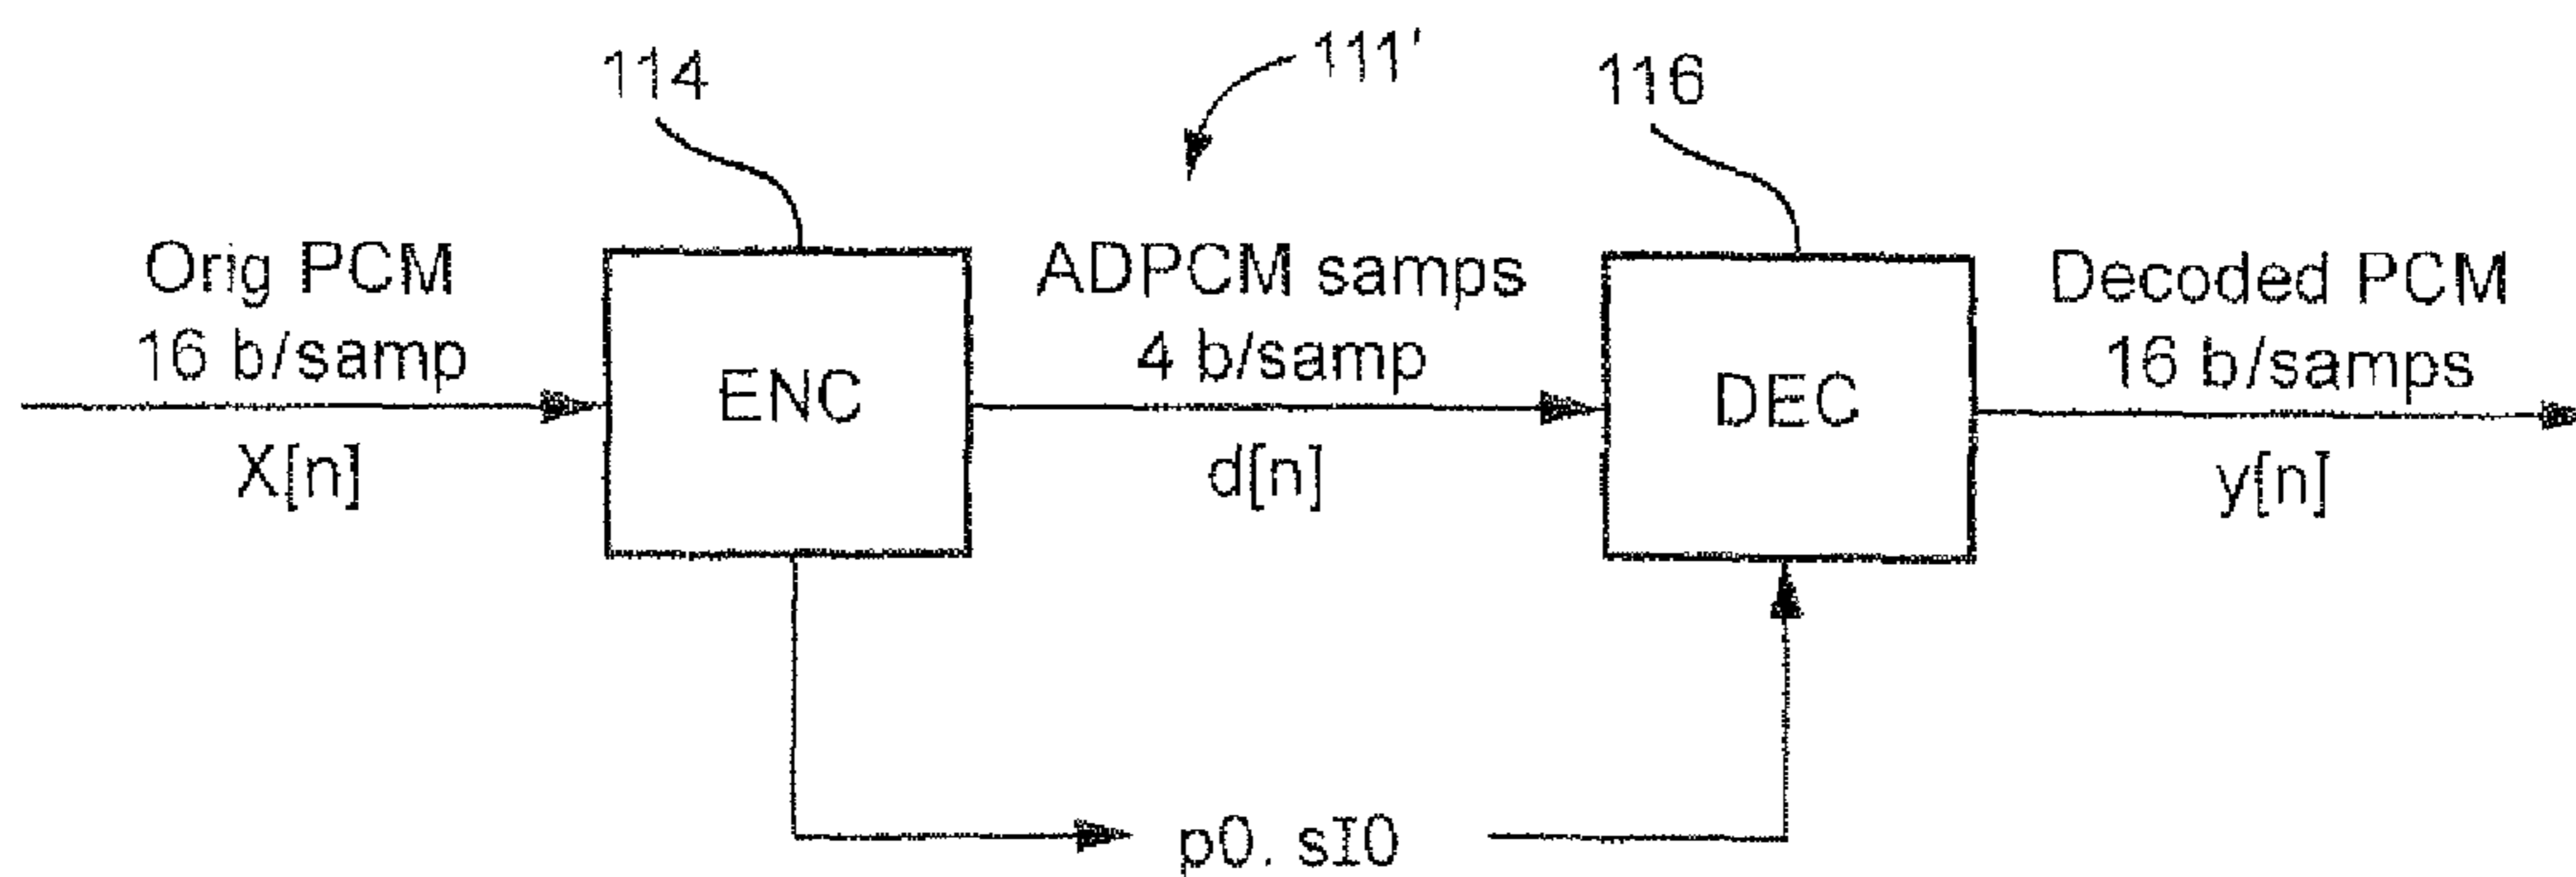 111'
114
116
Orig PCM
16 b/samp
X[n]
ENC
ADPCM samps
4 b/samp
d[n]
DEC
Decoded PCM
16 b/samps
y[n]
p0. sI0